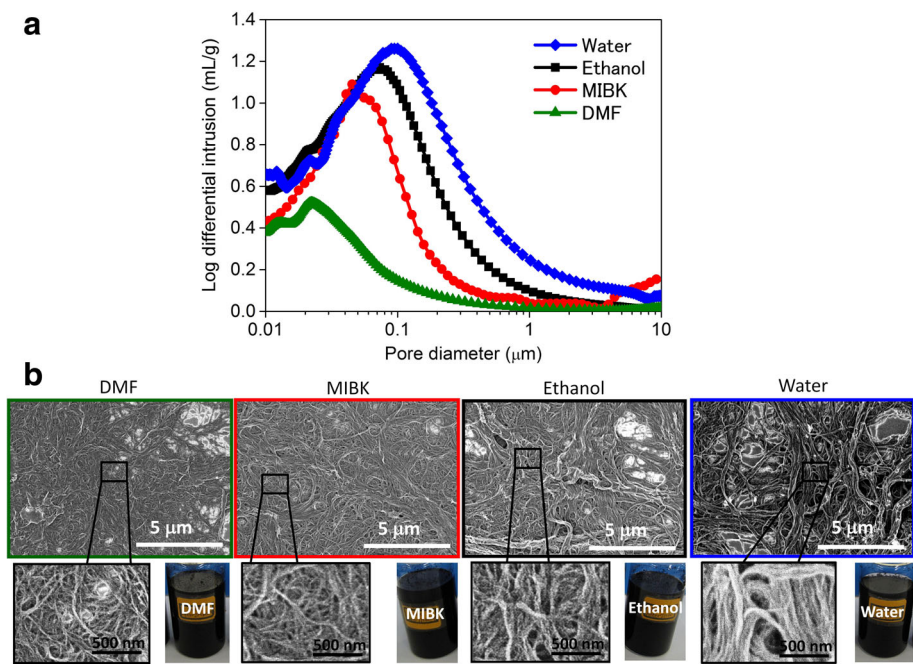 a
Log differential intrusion (mL/g)
1.4
1.2
1.0
0.8
0.6
0.4
0.2
0.0
Water
Ethanol
MIBK
DMF
0.01
0.1
1
10
Pore diameter (μm)
b
DMF
MIBK
Ethanol
Water
5 μm
5 μm
5 μm
5 μm
500 nm
DMF
500 nm
MIBK
500 nm
Ethanol
500 nm
Water